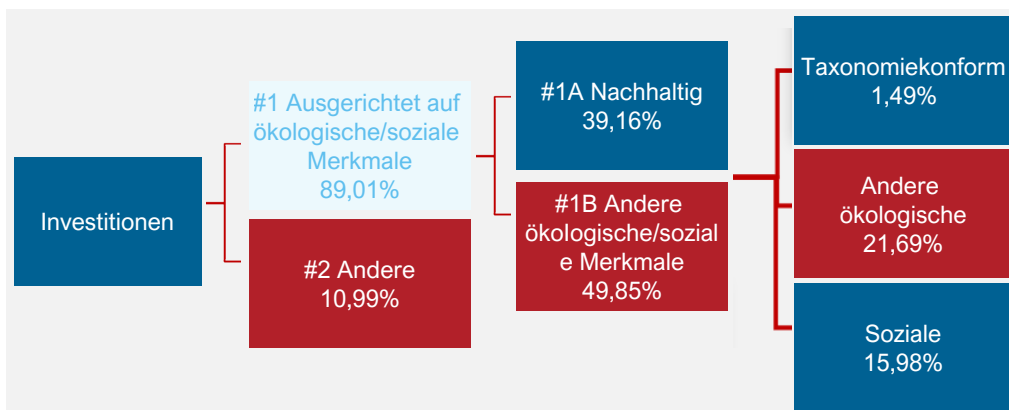 Investitionen
#1 Ausgerichtet auf
ökologische/soziale
Merkmale
89,01%
#2 Andere
10,99%
#1A Nachhaltig
39,16%
#1B Andere
ökologische/sozial
e Merkmale
49,85%
Taxonomiekonform
1,49%
Andere
ökologische
21,69%
Soziale
15,98%